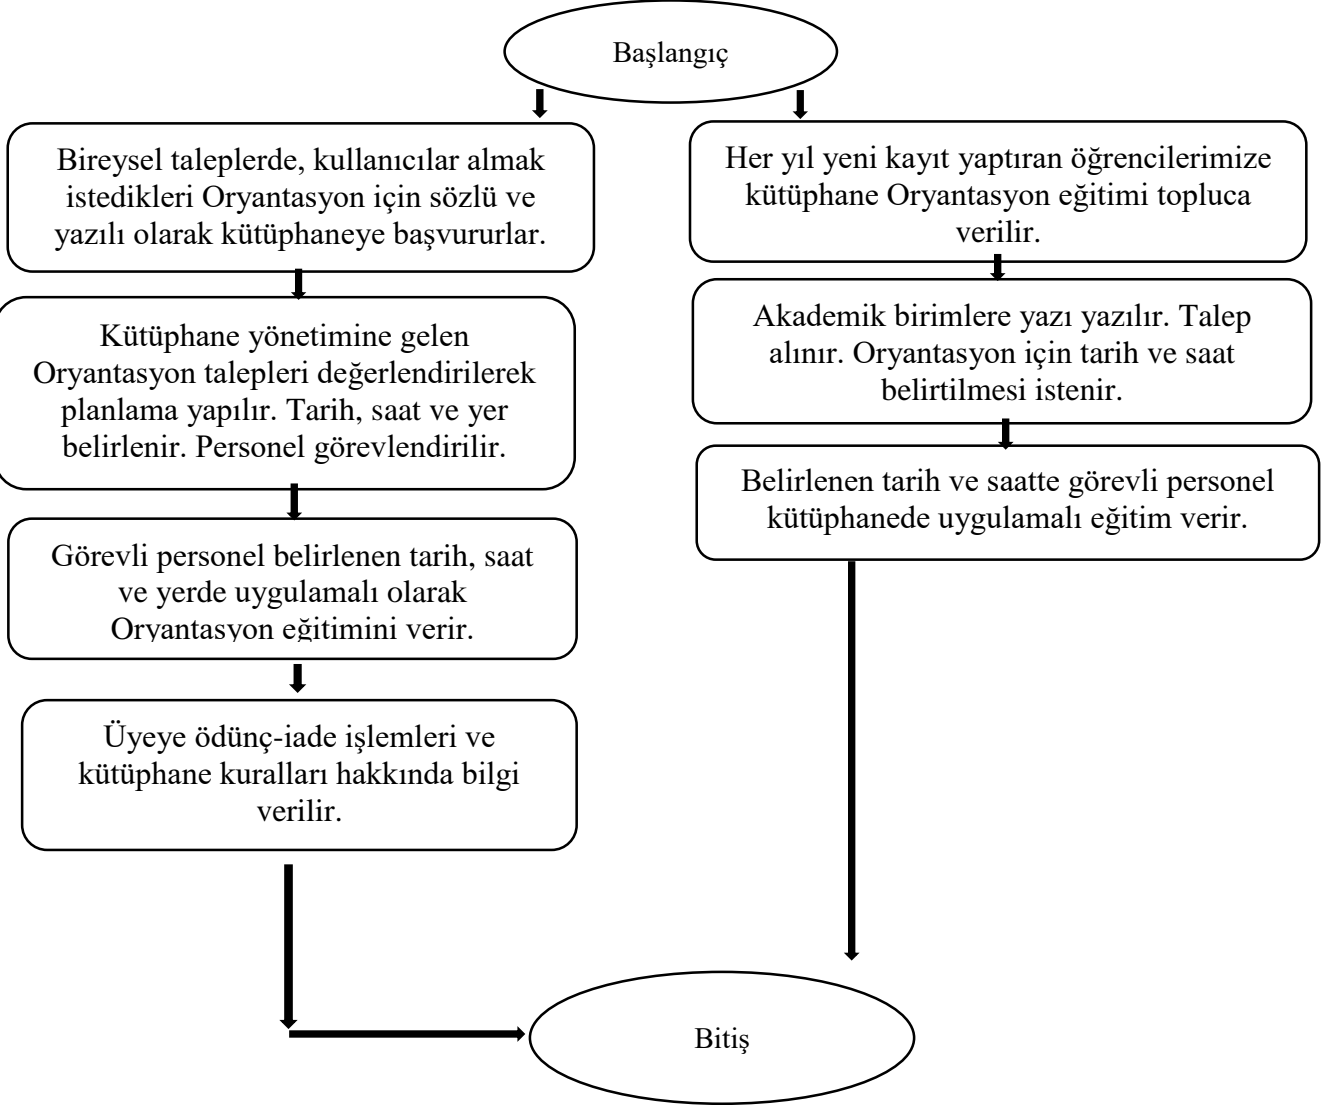 Başlangıç
Bireysel taleplerde, kullanıcılar almak
istedikleri Oryantasyon için sözlü ve
yazılı olarak kütüphaneye başvururlar.
Kütüphane yönetimine gelen
Oryantasyon talepleri değerlendirilerek
planlama yapılır. Tarih, saat ve yer
belirlenir. Personel görevlendirilir.
Görevli personel belirlenen tarih, saat
ve yerde uygulamalı olarak
Oryantasyon eğitimini verir.
Üyeye ödünç-iade işlemleri ve
kütüphane kuralları hakkında bilgi
verilir.
Her yıl yeni kayıt yaptıran öğrencilerimize
kütüphane Oryantasyon eğitimi topluca
verilir.
Akademik birimlere yazı yazılır. Talep
alınır. Oryantasyon için tarih ve saat
belirtilmesi istenir.
Belirlenen tarih ve saatte görevli personel
kütüphanede uygulamalı eğitim verir.
Bitiş